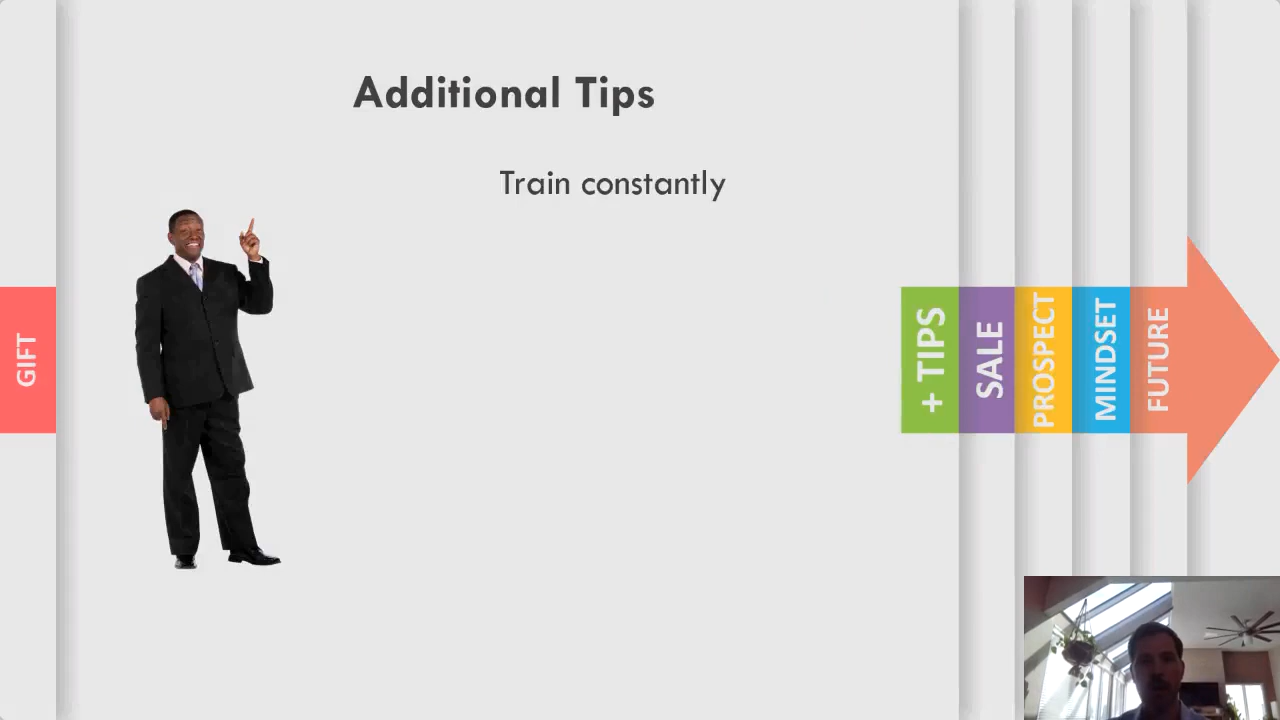 Additional Tips
Train constantly
GIFT
+ TIPS
SALE
PROSPECT
MINDSET
FUTURE